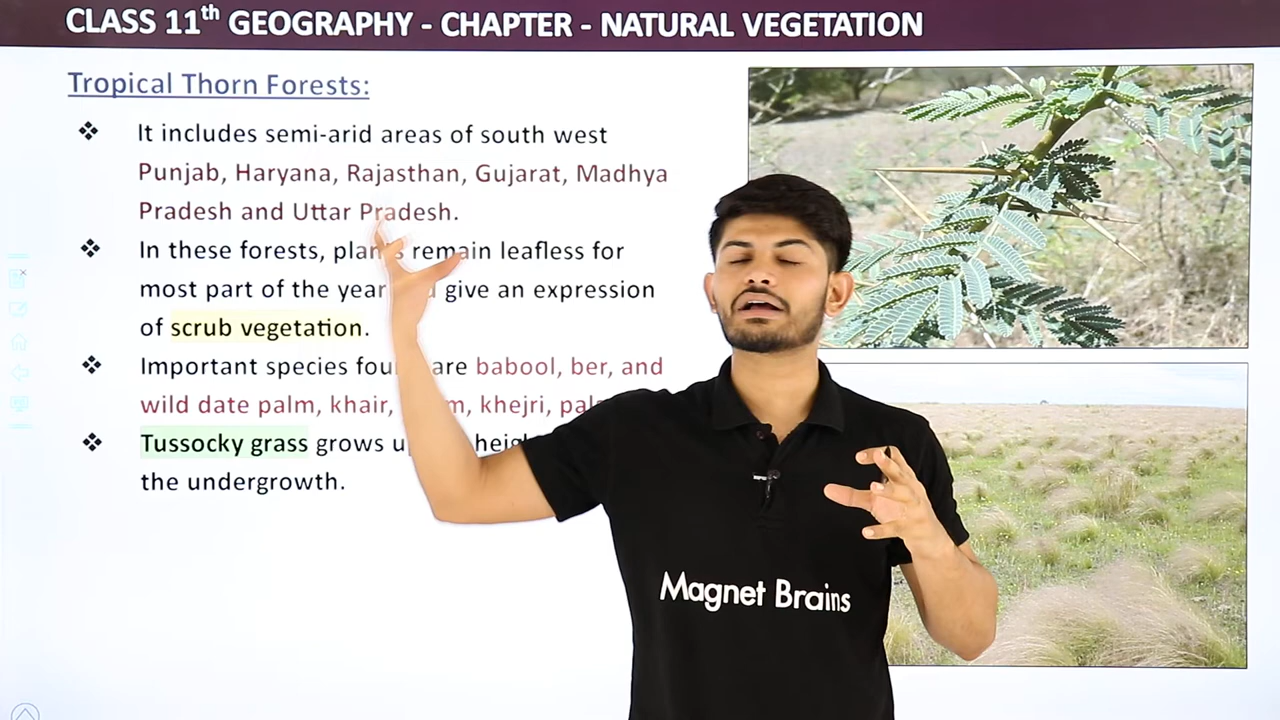 CLASS 11th GEOGRAPHY - CHAPTER - NATURAL VEGETATION
Tropical Thorn Forests:
❖ It includes semi-arid areas of south west
Punjab, Haryana, Rajasthan, Gujarat, Madhya
Pradesh and Uttar Pradesh.
❖ In these forests, plants remain leafless for
most part of the year give an expression
of scrub vegetation.
❖ Important species are babool, ber, and
wild date palm, khair, khejri,
❖ Tussocky grass grows
the undergrowth.
Magnet Brains